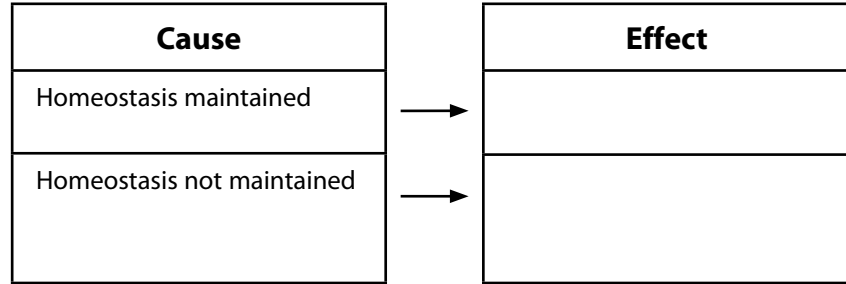 Cause
Effect
Homeostasis maintained
Homeostasis not maintained